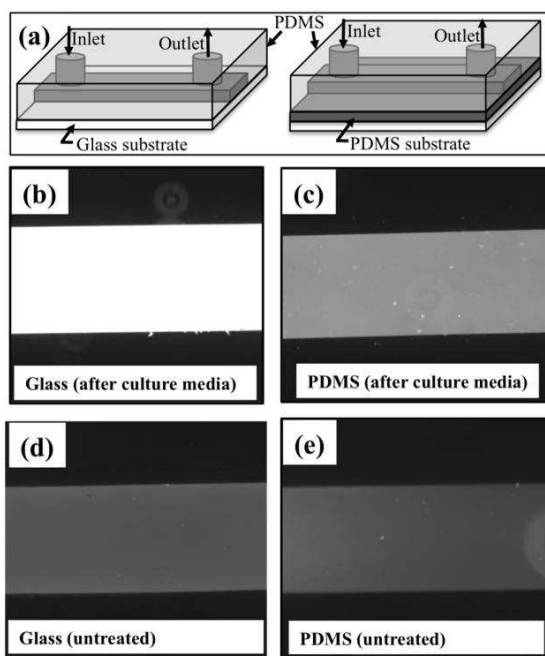 (a)
PDMS
Inlet
Outlet
Inlet
Outlet
Glass substrate
PDMS substrate
(b)
(c)
Glass (after culture media)
PDMS (after culture media)
(d)
(e)
Glass (untreated)
PDMS (untreated)